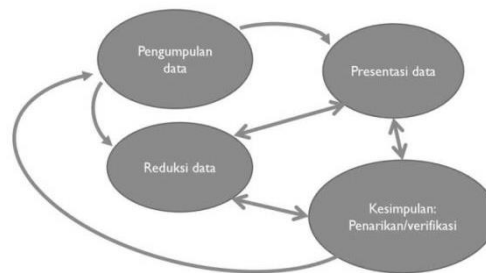 Pengumpulan
data
Presentasi data
Reduksi data
Kesimpulan:
Penarikan/verifikasi